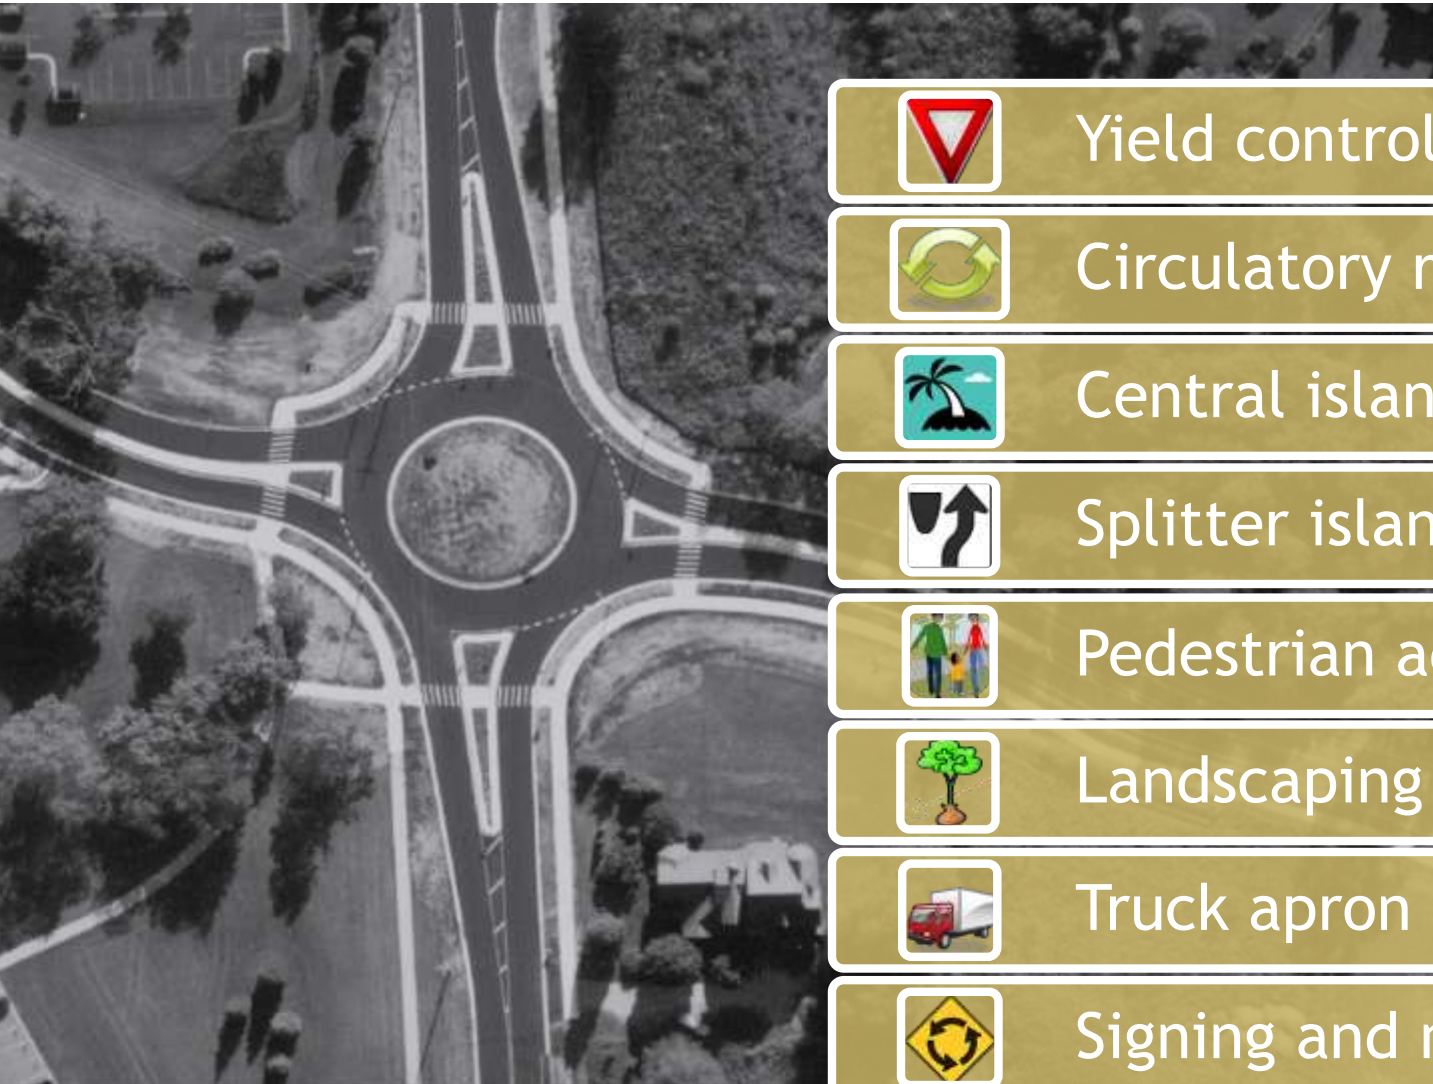 Yield control
Circulatory
Central
Splitter
Pedestrian
Landscaping
Truck apron
Signing and